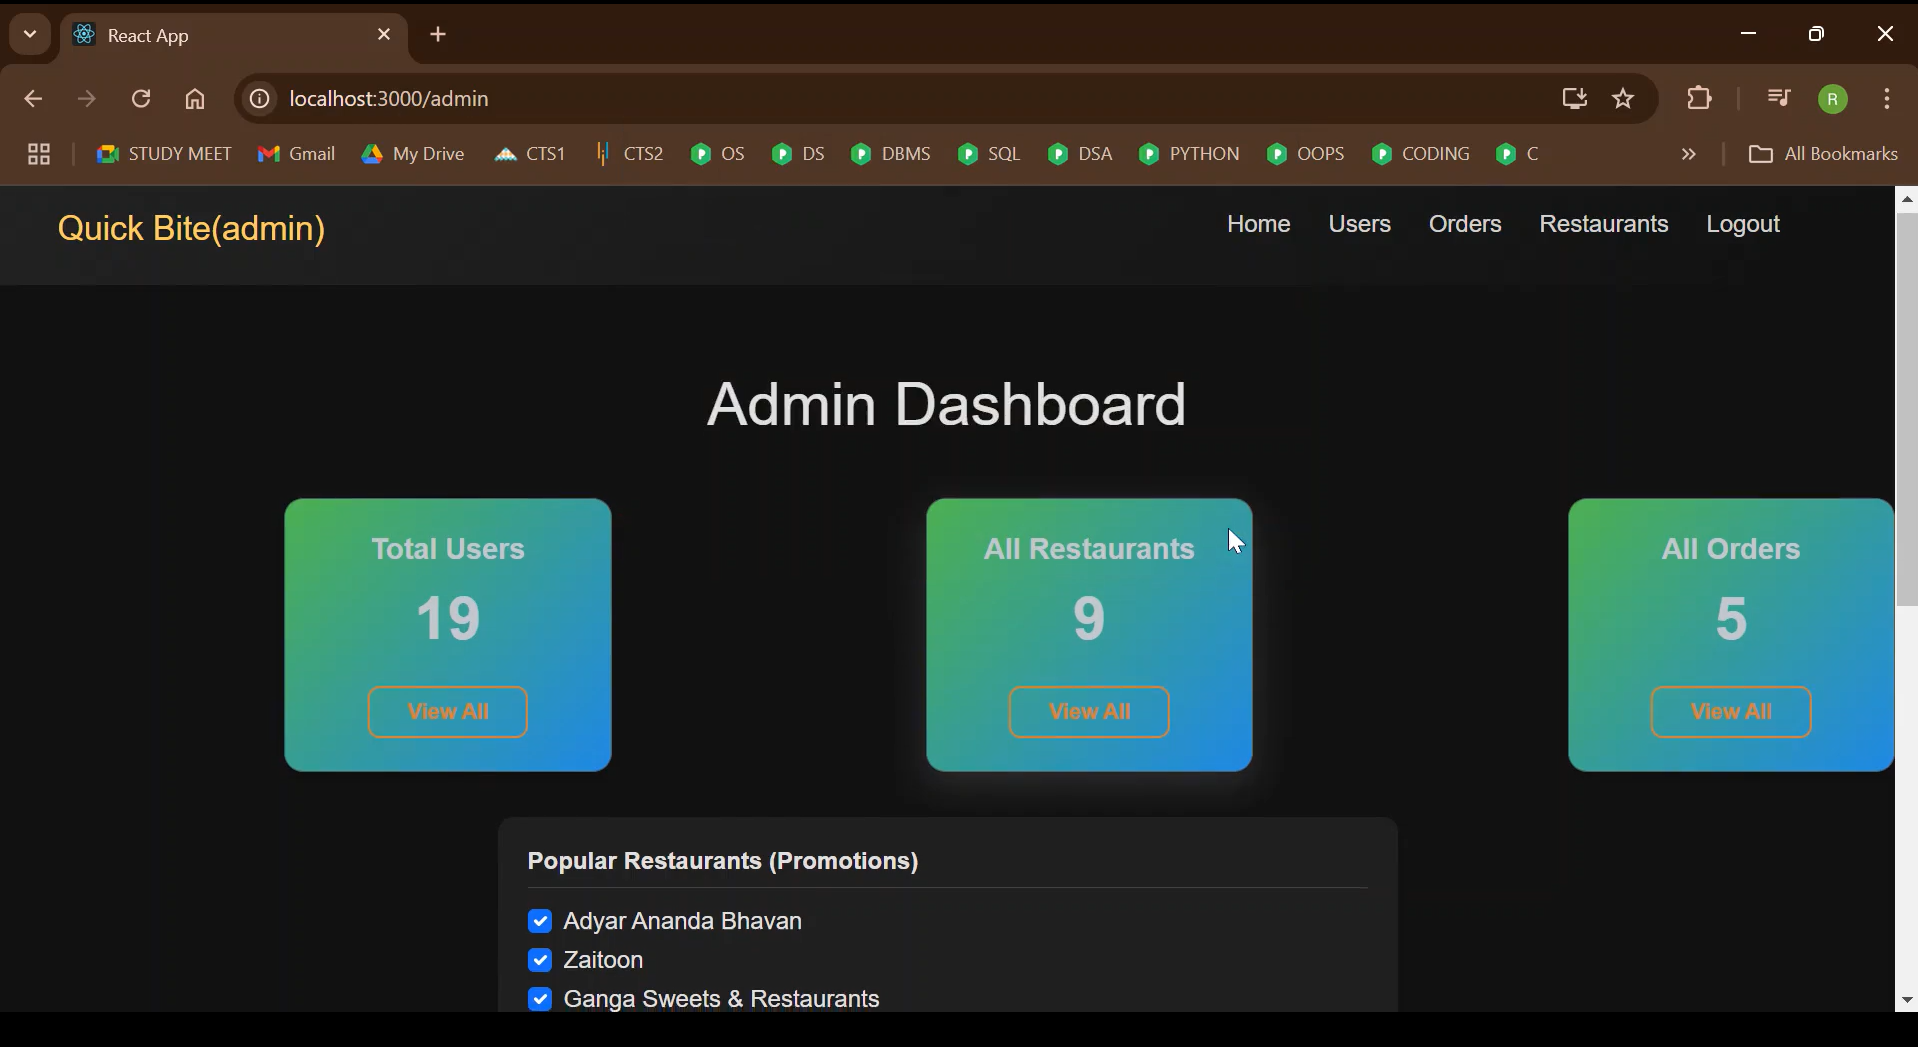 React App
localhost:3000/admin
R
STUDY MEET Gmail My Drive CTS1 CTS2 OS DS DBMS SQL DSA PYTHON OOPS CODING C All Bookmarks
Quick Bite(admin) Home Users Orders Restaurants Logout
Admin Dashboard
Total Users All Restaurants All Orders
19 9 5
View All View All View All
Popular Restaurants (Promotions)
Adyar Ananda Bhavan
Zaitoon
Ganga Sweets & Restaurants